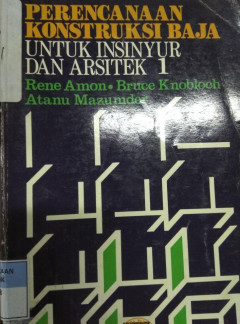 PERENCANAAN
KONSTRUKSI BAJA
UNTUK INSINYUR
DAN ARSITEK 1
Rene Amon • Bruce Knobloch
Atanu Mazumder